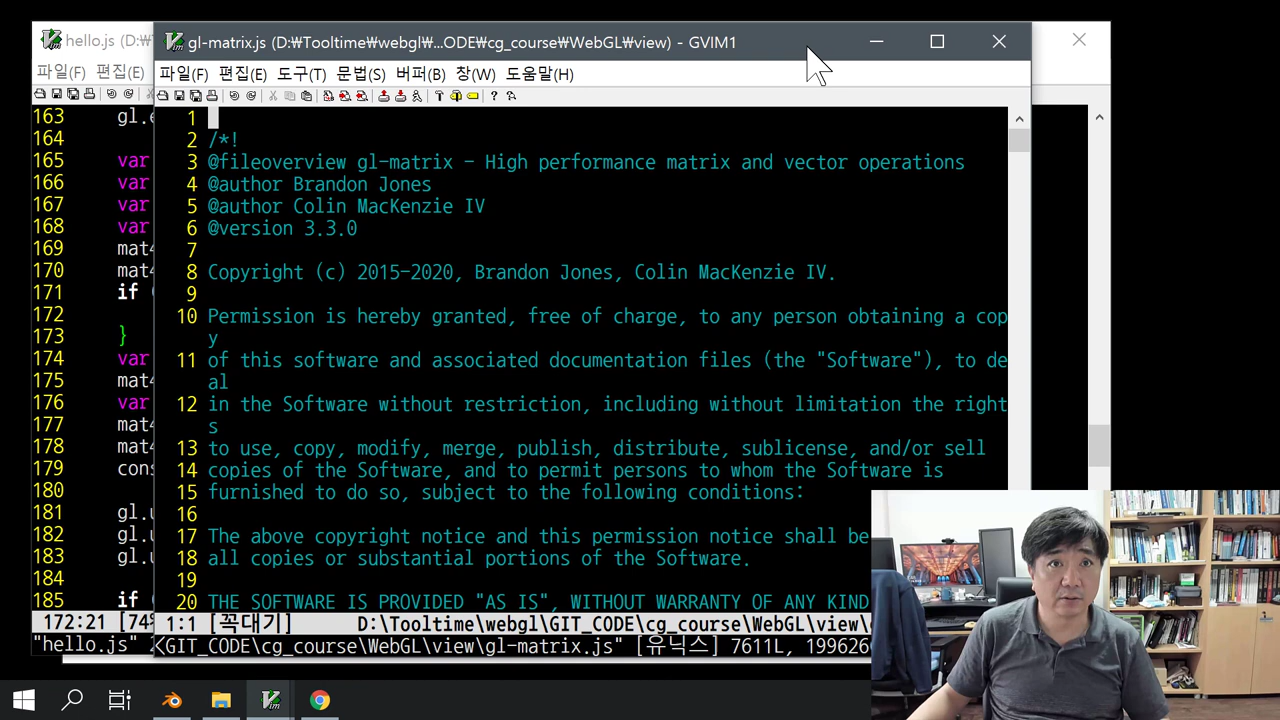 hello.js (D:₩T
파일(F) 편집(E)
gl-matrix.js (D:₩Tooltime₩webgl₩...ODE₩cg_course₩WebGL₩view) - GVIM1
파일(F) 편집(E) 도구(T) 문법(S) 버퍼(B) 창(W) 도움말(H)
163 gl.e
164
165 var
166 var
167 var
168 var
169 mat4
170 mat4
171 if (
172
173 }
174 var
175 mat4
176 var
177 mat4
178 mat4
179 cons
180
181 gl.u
182 gl.u
183 gl.u
184
185 if (
172:21 [74%
"hello.js" 2
1
2 /*!
3 @fileoverview gl-matrix - High performance matrix and vector operations
4 @author Brandon Jones
5 @author Colin MacKenzie IV
6 @version 3.3.0
7
8 Copyright (c) 2015-2020, Brandon Jones, Colin MacKenzie IV.
9
10 Permission is hereby granted, free of charge, to any person obtaining a cop
y
11 of this software and associated documentation files (the "Software"), to de
al
12 in the Software without restriction, including without limitation the right
s
13 to use, copy, modify, merge, publish, distribute, sublicense, and/or sell
14 copies of the Software, and to permit persons to whom the Software is
15 furnished to do so, subject to the following conditions:
16
17 The above copyright notice and this permission notice shall be
18 all copies or substantial portions of the Software.
19
20 THE SOFTWARE IS PROVIDED "AS IS", WITHOUT WARRANTY OF ANY KIND
1:1 [꼭대기] D:\Tooltime\webgl\GIT_CODE\cg_course\WebGL\view\
<GIT_CODE\cg_course\WebGL\view\gl-matrix.js" [유닉스] 7611L, 199626